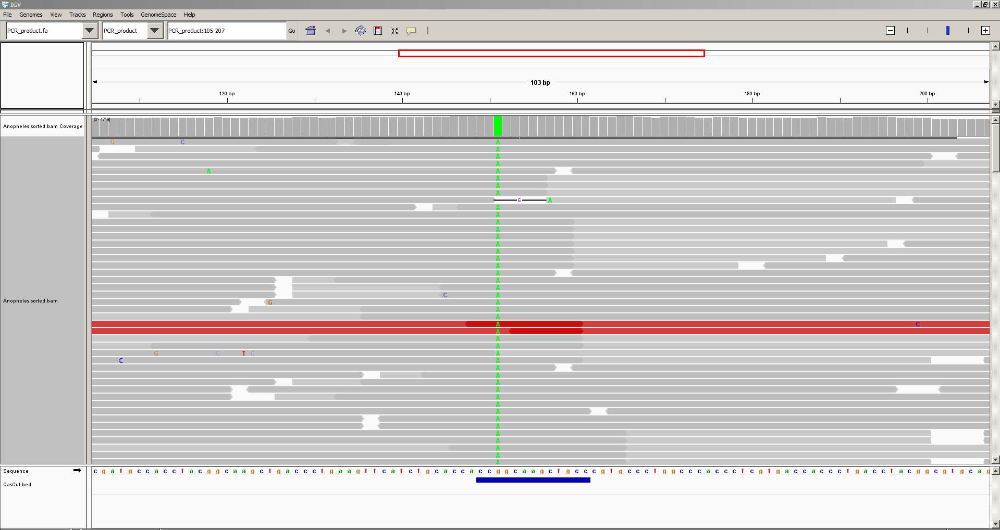 IGV
File Genomes View Tracks Regions Tools GenomeSpace Help
PCR_product.fa PCR_product PCR_product:105-207 Go
103 bp
120 bp 140 bp 160 bp 180 bp 200 bp
Anopheles.sorted.bam Coverage
[0 - 1719]
G C A
A
A
A
A A
A
A
A
6 A
A
A
A
A
A
A
A
A
A
A
A
A
C A
G A
A
A
A C
A
A
A
G C T C A
C A
A
A
A
A
A
A
A
A
A
A
A
A
A
A
Anopheles.sorted.bam
Sequence c g a t g c c a c c t a c g g c a a g c t g a c c c t g a a g t t c a t c t g c a c c a c c g g c a a g c t g c c c g t g c c c t g g c c c a c c c t c g t g a c c a c c c t g a c c t a c g g c g t g c a g
CasCut.bed